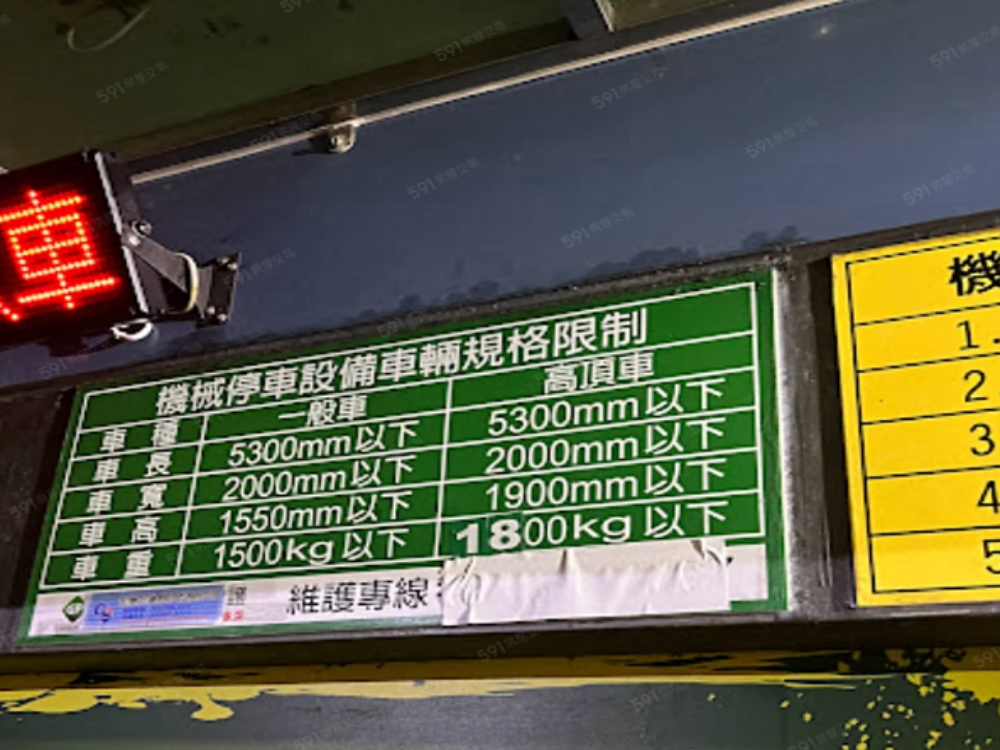 車
機械停車設備車輛規格限制
車種 一般車 高頂車
車長 5300mm以下 5300mm以下
車寬 2000mm以下 2000mm以下
車高 1550mm以下 1900mm以下
車重 1500kg以下 1800kg以下
維護專線
機
1.
2
3
4
5